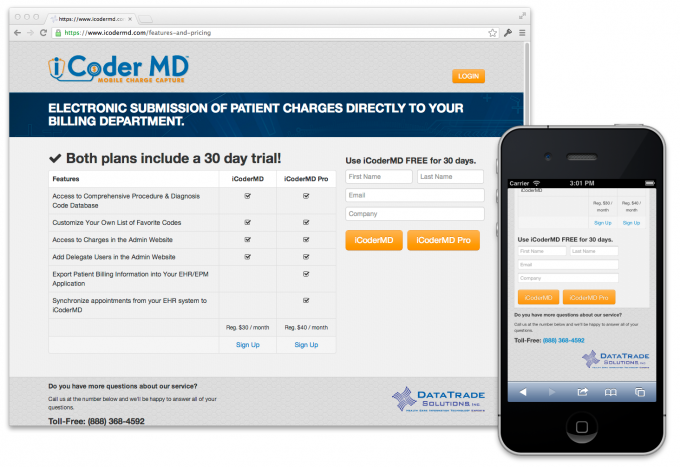 https://www.icodermd.com
https://www.icodermd.com/features-and-pricing
iCoder MD
MOBILE CHARGE CAPTURE
LOGIN
ELECTRONIC SUBMISSION OF PATIENT CHARGES DIRECTLY TO YOUR
BILLING DEPARTMENT.
Both plans include a 30 day trial!
Features iCoderMD iCoderMD Pro
Access to Comprehensive Procedure & Diagnosis
Code Database
Customize Your Own List of Favorite Codes
Access to Charges in the Admin Website
Add Delegate Users in the Admin Website
Export Patient Billing Information into Your EHR/EPM
Application
Synchronize appointments from your EHR system to
iCoderMD
Reg. $30 / month Reg. $40 / month
Sign Up Sign Up
Use iCoderMD FREE for 30 days.
First Name Last Name
Email
Company
iCoderMD iCoderMD Pro
Do you have more questions about our service?
Call us at the number below and we'll be happy to answer all of your
questions.
Toll-Free: (888) 368-4592
DATATRADE
SOLUTIONS, INC.
HEALTH CARE INFORMATION TECHNOLOGY EXPERTS
Carrier 3:01 PM
iCoderMD
Reg. $30 / Reg. $40 /
month month
Sign Up Sign Up
Use iCoderMD FREE for 30 days.
First Name Last Name
Email
Company
iCoderMD iCoderMD Pro
Do you have more questions about our service?
Call us at the number below and we'll be happy to answer all of your
questions.
Toll-Free: (888) 368-4592
DATATRADE
SOLUTIONS, INC.